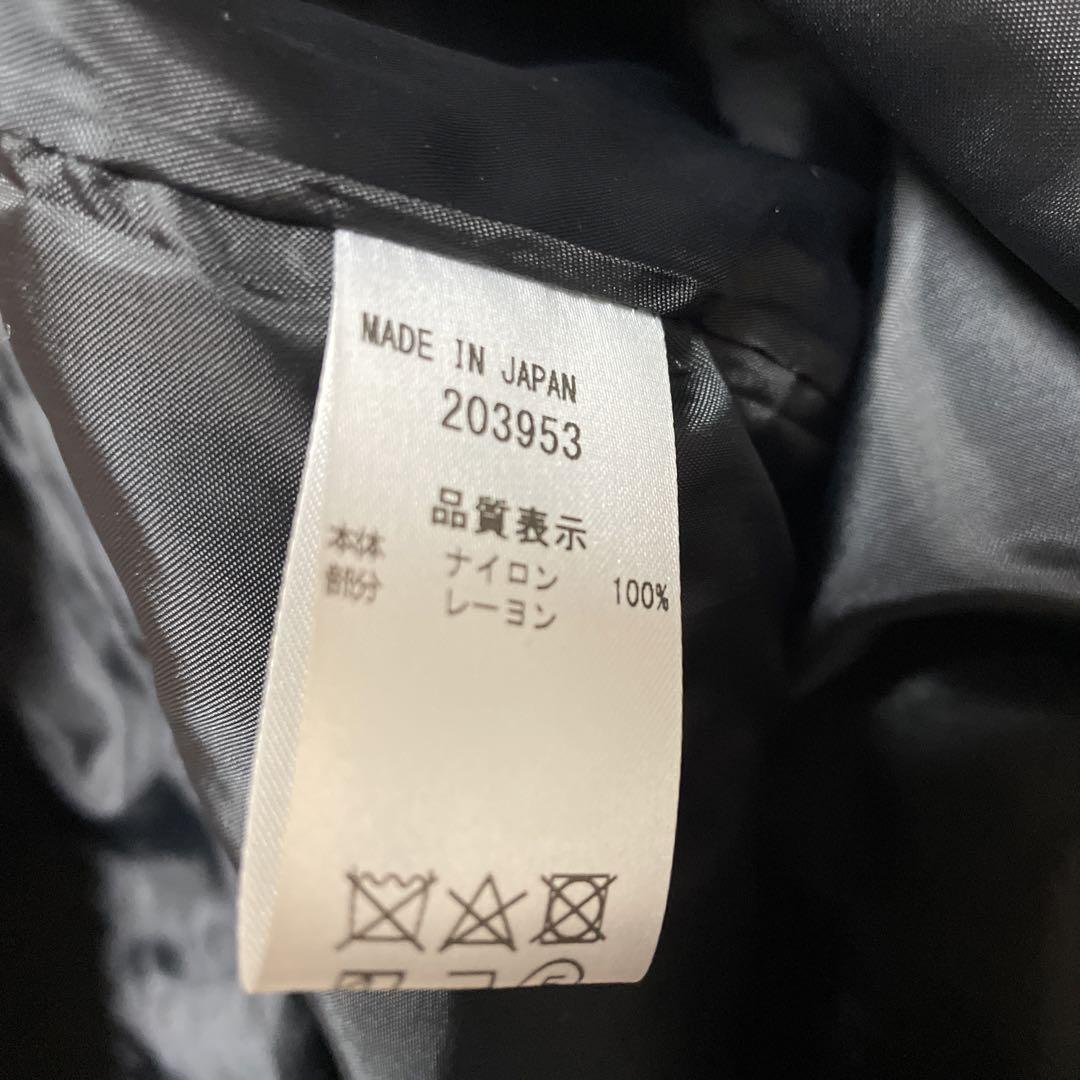 MADE IN JAPAN
203953
品質表示
本体 ナイロン 100%
部分 レーヨン